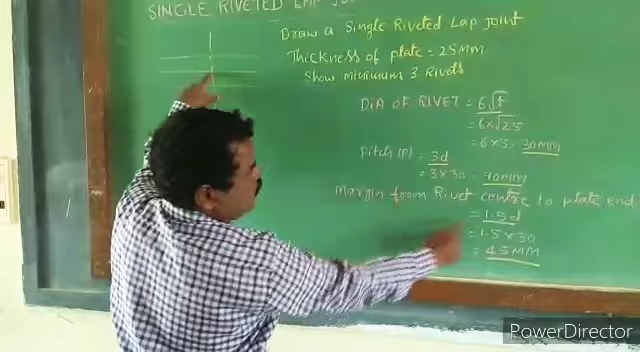 SINGLE RIVETED LAP JO
Draw a Single Riveted Lap Joint
Thickness of plate = 25MM
Show minimum 3 Rivets
DIA OF RIVET = 6√t
= 6×√25
= 6×5 = 30MM
Pitch (P) = 3d
= 3×30 = 90MM
Margin from Rivet centre to plate end
= 1.5d
= 1.5×30
= 45MM
PowerDirector